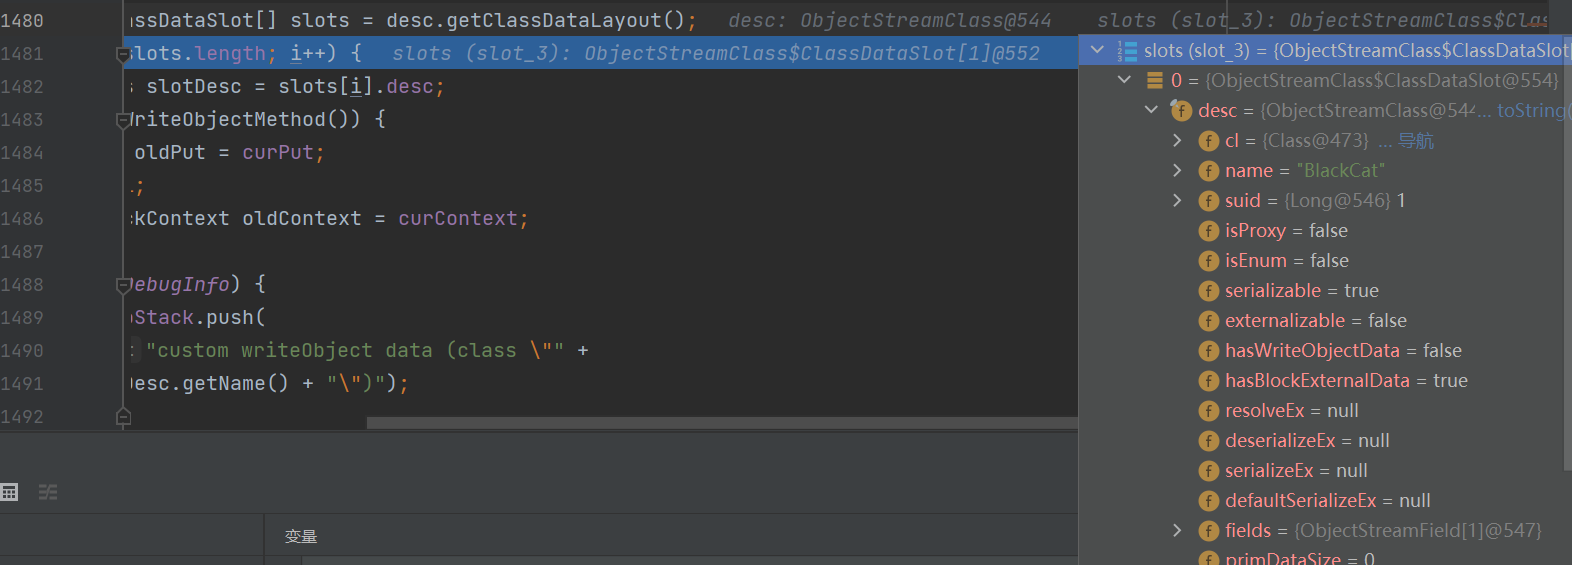 1480 assDataSlot[] slots = desc.getClassDataLayout(); desc: ObjectStreamClass@544 slots (slot_3): ObjectStreamClass$Clas
1481 slots.length; i++) { slots (slot_3): ObjectStreamClass$ClassDataSlot[1]@552
1482 slotDesc = slots[i].desc;
1483 riteObjectMethod()) {
1484 oldPut = curPut;
1485 ;
1486 ckContext oldContext = curContext;
1487
1488 ebugInfo) {
1489 Stack.push(
1490 "custom writeObject data (class \"" +
1491 esc.getName() + "\")");
1492
变量
slots (slot_3) = {ObjectStreamClass$ClassDataSlot[
0 = {ObjectStreamClass$ClassDataSlot@554}
desc = {ObjectStreamClass@544... toString(
cl = {Class@473} ... 导航
name = "BlackCat"
suid = {Long@546} 1
isProxy = false
isEnum = false
serializable = true
externalizable = false
hasWriteObjectData = false
hasBlockExternalData = true
resolveEx = null
deserializeEx = null
serializeEx = null
defaultSerializeEx = null
fields = {ObjectStreamField[1]@547}
primDataSize = 0